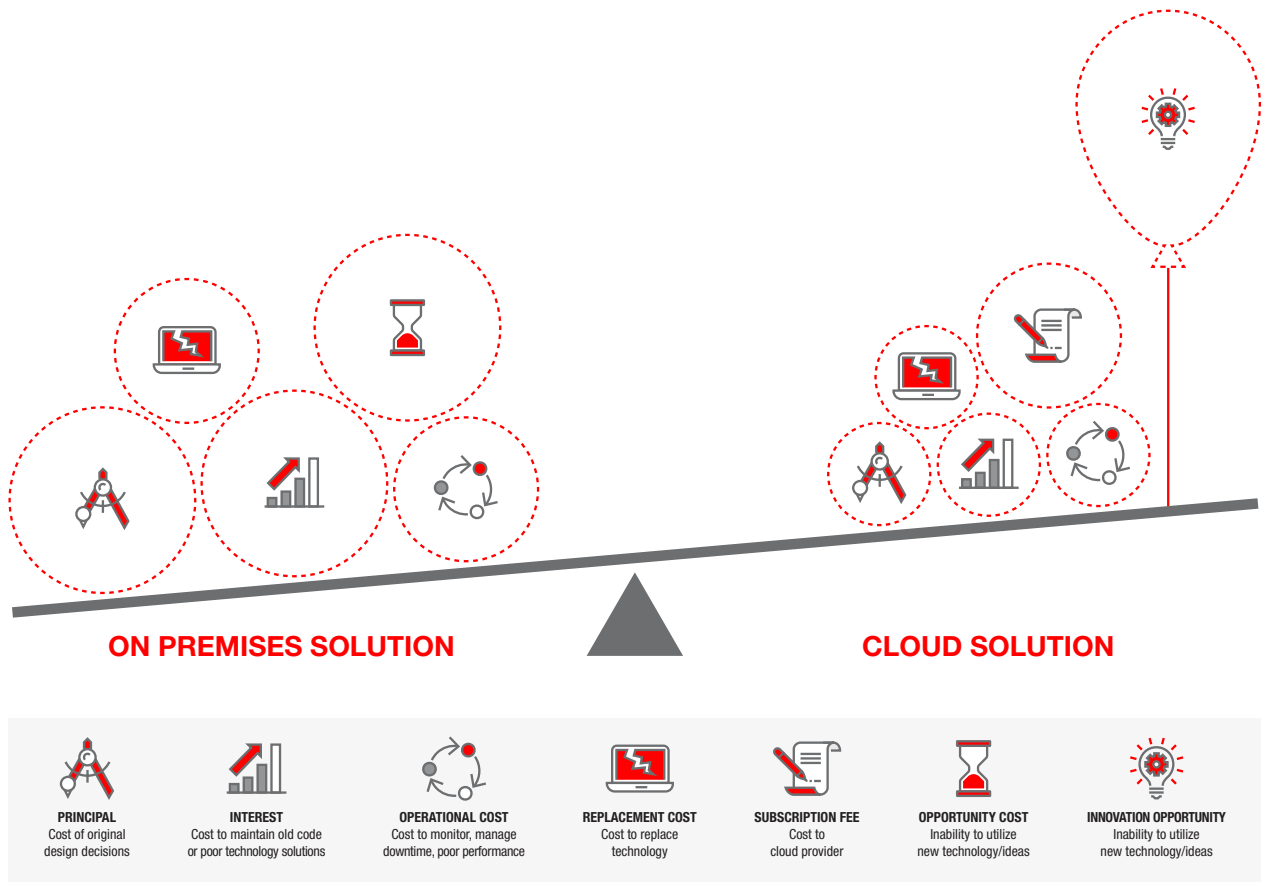 ON PREMISES SOLUTION
CLOUD SOLUTION
PRINCIPAL
Cost of original
design decisions
INTEREST
Cost to maintain old code
or poor technology solutions
OPERATIONAL COST
Cost to monitor, manage
downtime, poor performance
REPLACEMENT COST
Cost to replace
technology
SUBSCRIPTION FEE
Cost to
cloud provider
OPPORTUNITY COST
Inability to utilize
new technology/ideas
INNOVATION OPPORTUNITY
Inability to utilize
new technology/ideas